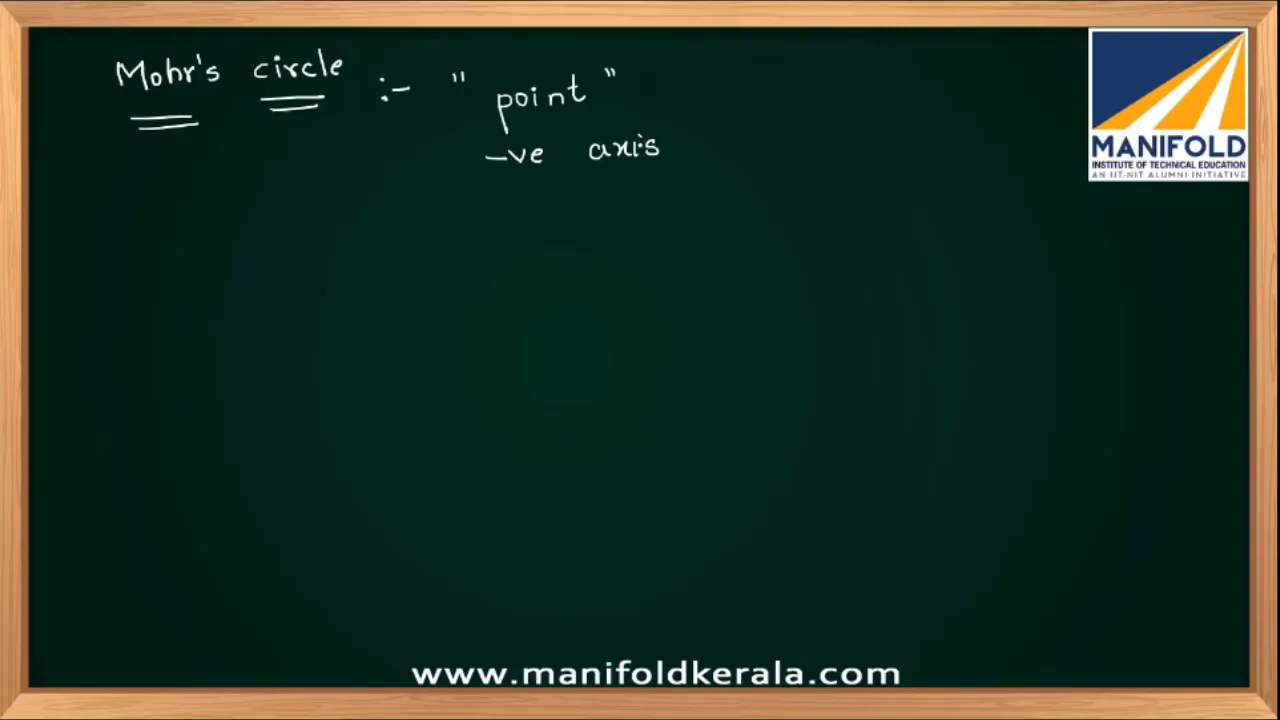 Mohr's circle :- " point "
-ve axis
MANIFOLD
INSTITUTE OF TECHNICAL EDUCATION
AN IIT-NIT ALUMNI INITIATIVE
www.manifoldkerala.com